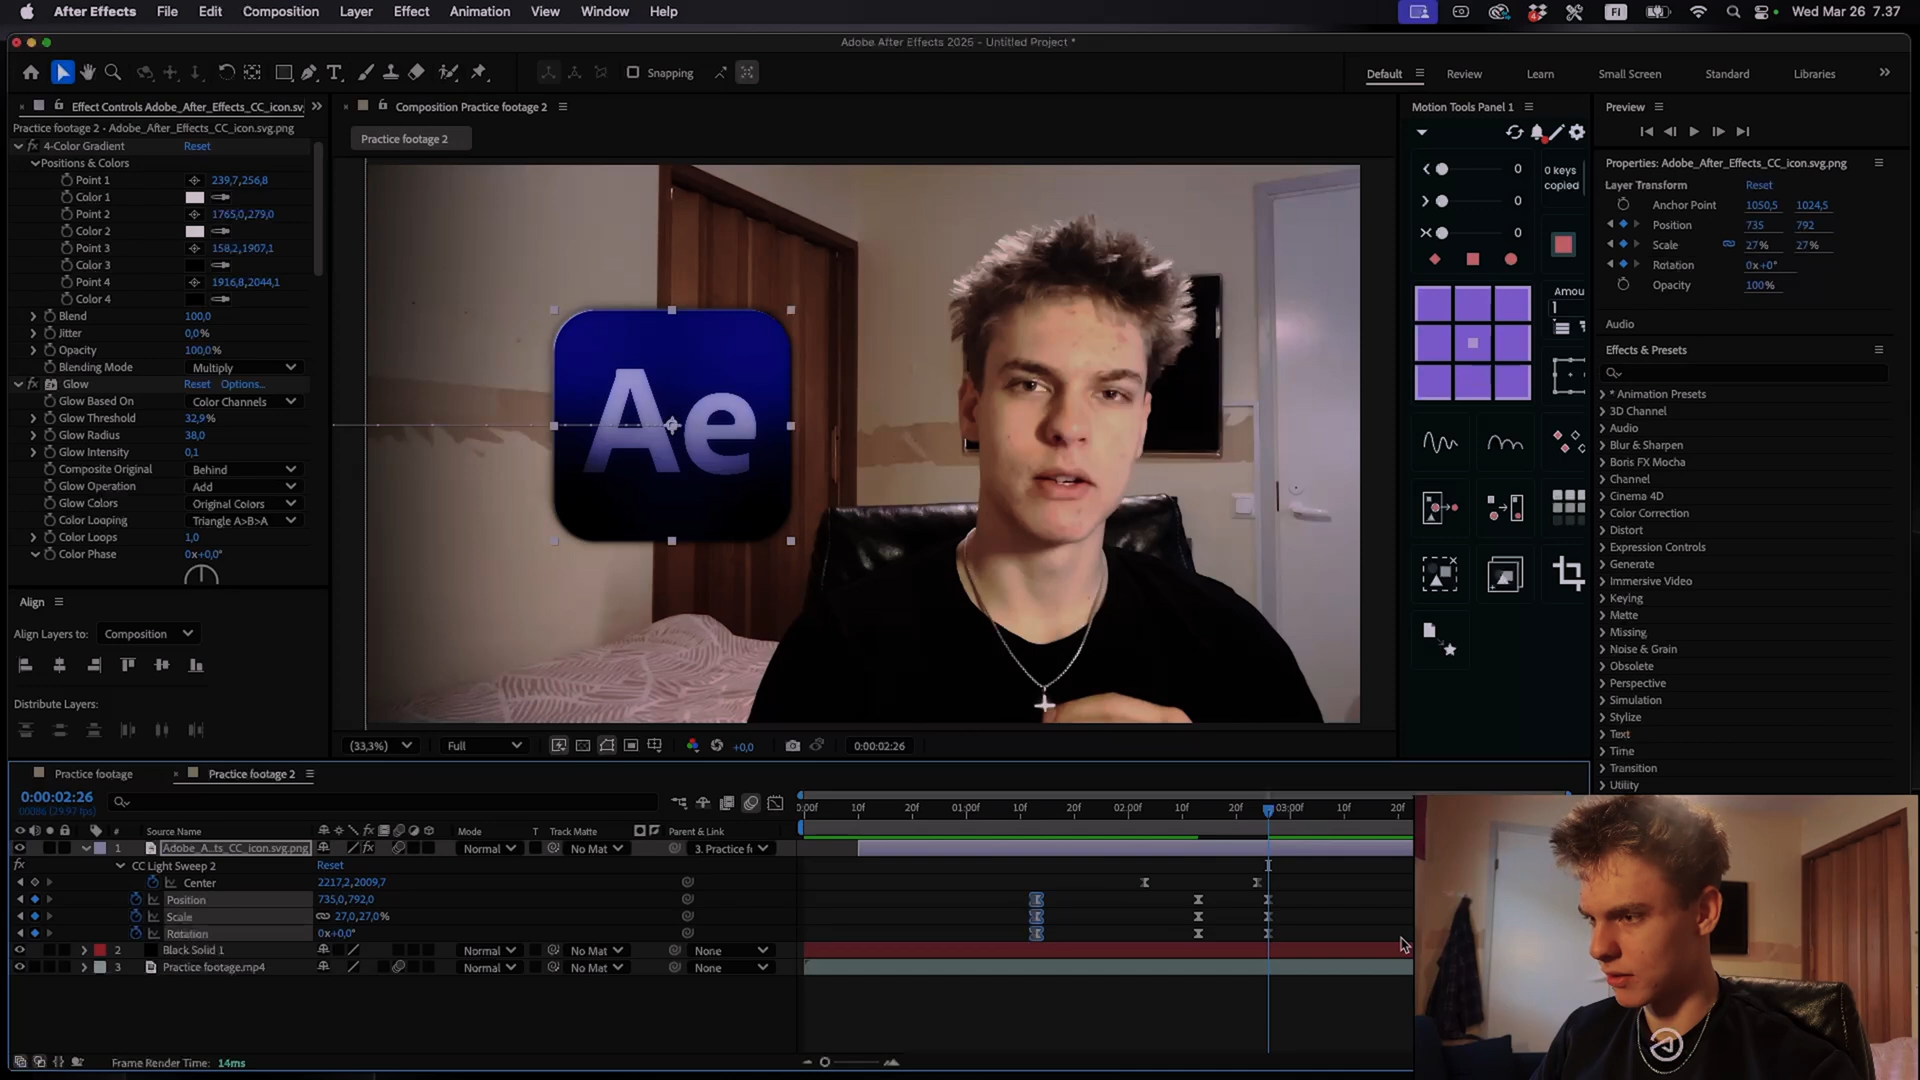 After Effects File Edit Composition Layer Effect Animation View Window Help
FI Wed Mar 26 7.37
Adobe After Effects 2026 - Untitled Project *
Snapping
Default Review Learn Small Screen Standard Libraries
Effect Controls Adobe_After_Effects_CC_icon.sv
Practice footage 2 • Adobe_After_Effects_CC_icon.svg.png
4-Color Gradient Reset
Positions & Colors
Point 1 239,7,256,8
Color 1
Point 2 1765,0,279,0
Color 2
Point 3 158,2,1907,1
Color 3
Point 4 1916,8,2044,1
Color 4
Blend 100,0
Jitter 0,0%
Opacity 100,0%
Blending Mode Multiply
Glow Reset Options...
Glow Based On Color Channels
Glow Threshold 32,9%
Glow Radius 38,0
Glow Intensity 0,1
Composite Original Behind
Glow Operation Add
Glow Colors Original Colors
Color Looping Triangle A>B>A
Color Loops 1,0
Color Phase 0x+0,0°
Align
Align Layers to: Composition
Distribute Layers:
Composition Practice footage 2
Practice footage 2
Ae
(33,3%) Full +0,0 0:00:02:26
Motion Tools Panel 1
0
0
0
0 keys
copied
Amou
1
Preview
Properties: Adobe_After_Effects_CC_icon.svg.png
Layer Transform Reset
Anchor Point 1050,5 1024,5
Position 735 792
Scale 27% 27%
Rotation 0x+0°
Opacity 100%
Audio
Effects & Presets
* Animation Presets
3D Channel
Audio
Blur & Sharpen
Boris FX Mocha
Channel
Cinema 4D
Color Correction
Distort
Expression Controls
Generate
Immersive Video
Keying
Matte
Missing
Noise & Grain
Obsolete
Perspective
Simulation
Stylize
Text
Time
Transition
Utility
Practice footage Practice footage 2
0:00:02:26
00086 (29.97 fps)
:00f 10f 20f 01:00f 10f 20f 02:00f 10f 20f 03:00f 10f 20f
# Source Name Mode T Track Matte Parent & Link
1 Adobe_A...ts_CC_icon.svg.png Normal No Mat 3. Practice f
CC Light Sweep 2 Reset
Center 2217,2,2009,7
Position 735,0,792,0
Scale 27,0,27,0%
Rotation 0x+0,0°
2 Black Solid 1 Normal No Mat None
3 Practice footage.mp4 Normal No Mat None
Frame Render Time: 14ms